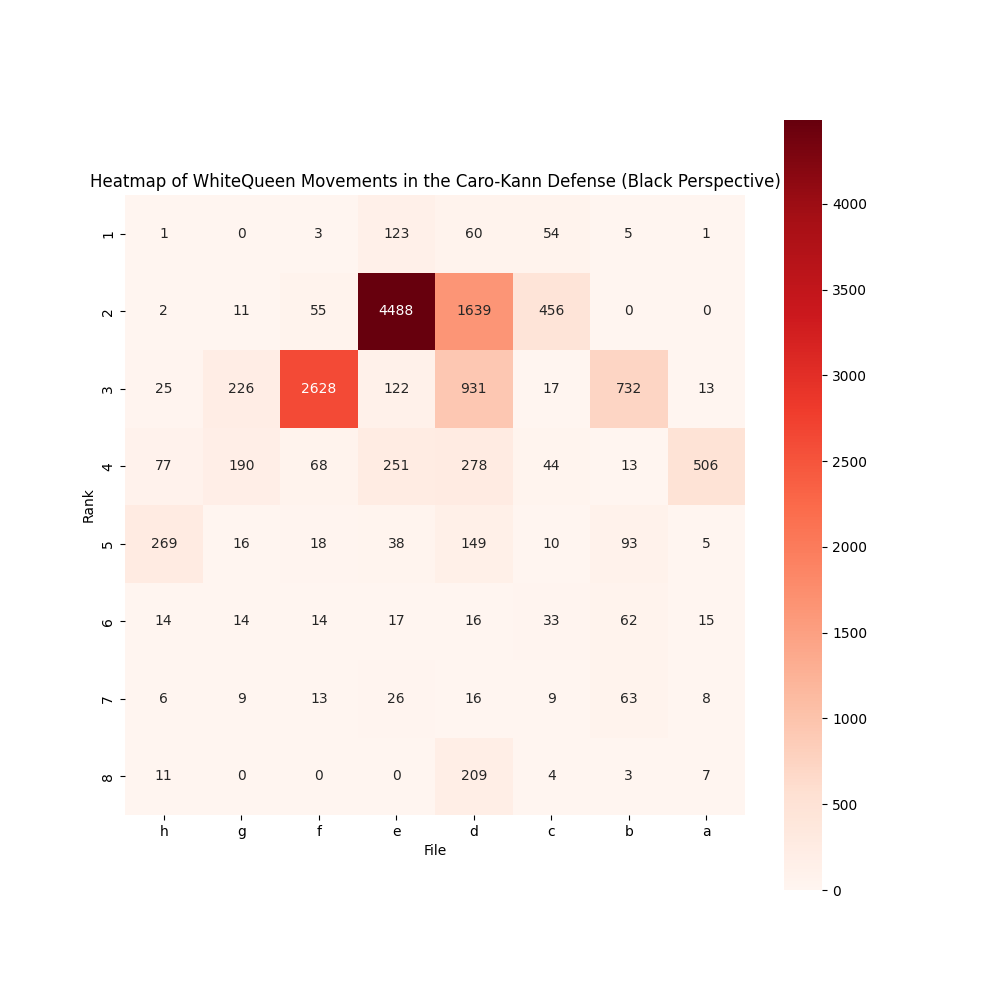 Heatmap of WhiteQueen Movements in the Caro-Kann Defense (Black Perspective)
1 1 0 3 123 60 54 5 1
2 2 11 55 4488 1639 456 0 0
3 25 226 2628 122 931 17 732 13
4 77 190 68 251 278 44 13 506
5 269 16 18 38 149 10 93 5
6 14 14 14 17 16 33 62 15
7 6 9 13 26 16 9 63 8
8 11 0 0 0 209 4 3 7
h g f e d c b a
File
Rank
4000
3500
3000
2500
2000
1500
1000
500
0